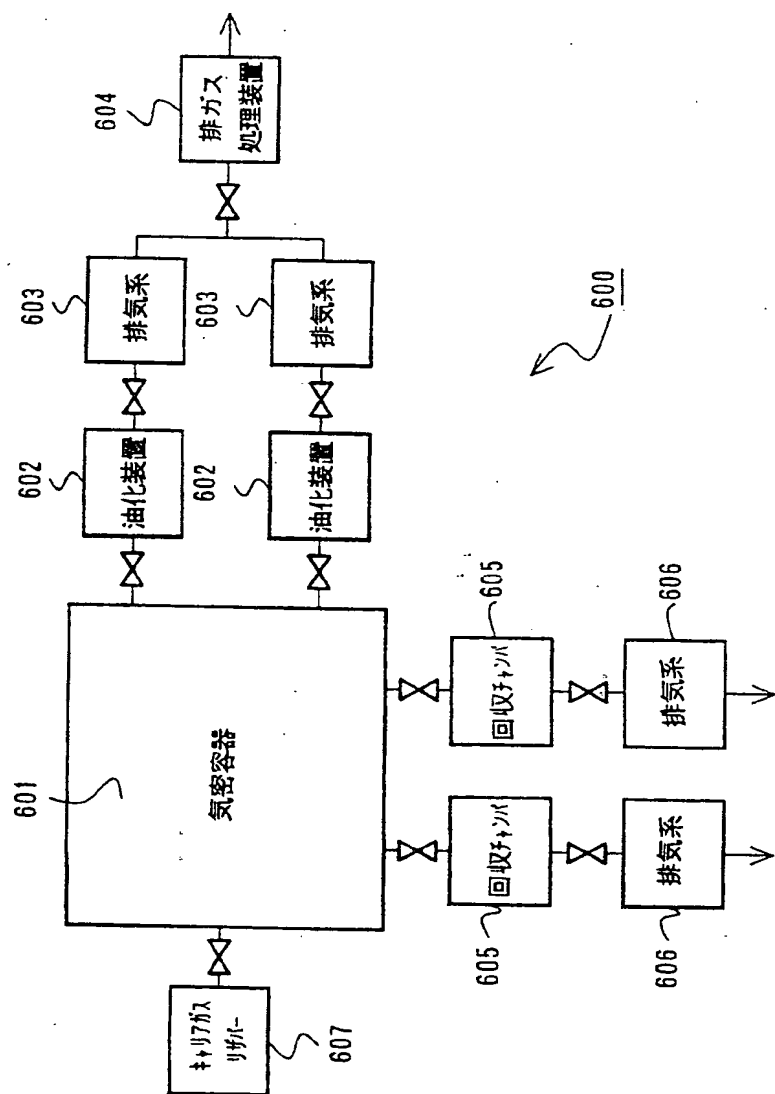 604
排ガス
処理装置
603
排気系
603
排気系
602
油化装置
602
油化装置
600
601
気密容器
605
回収チャンバ
606
排気系
605
回収チャンバ
606
排気系
607
キャリアガス
リザバー